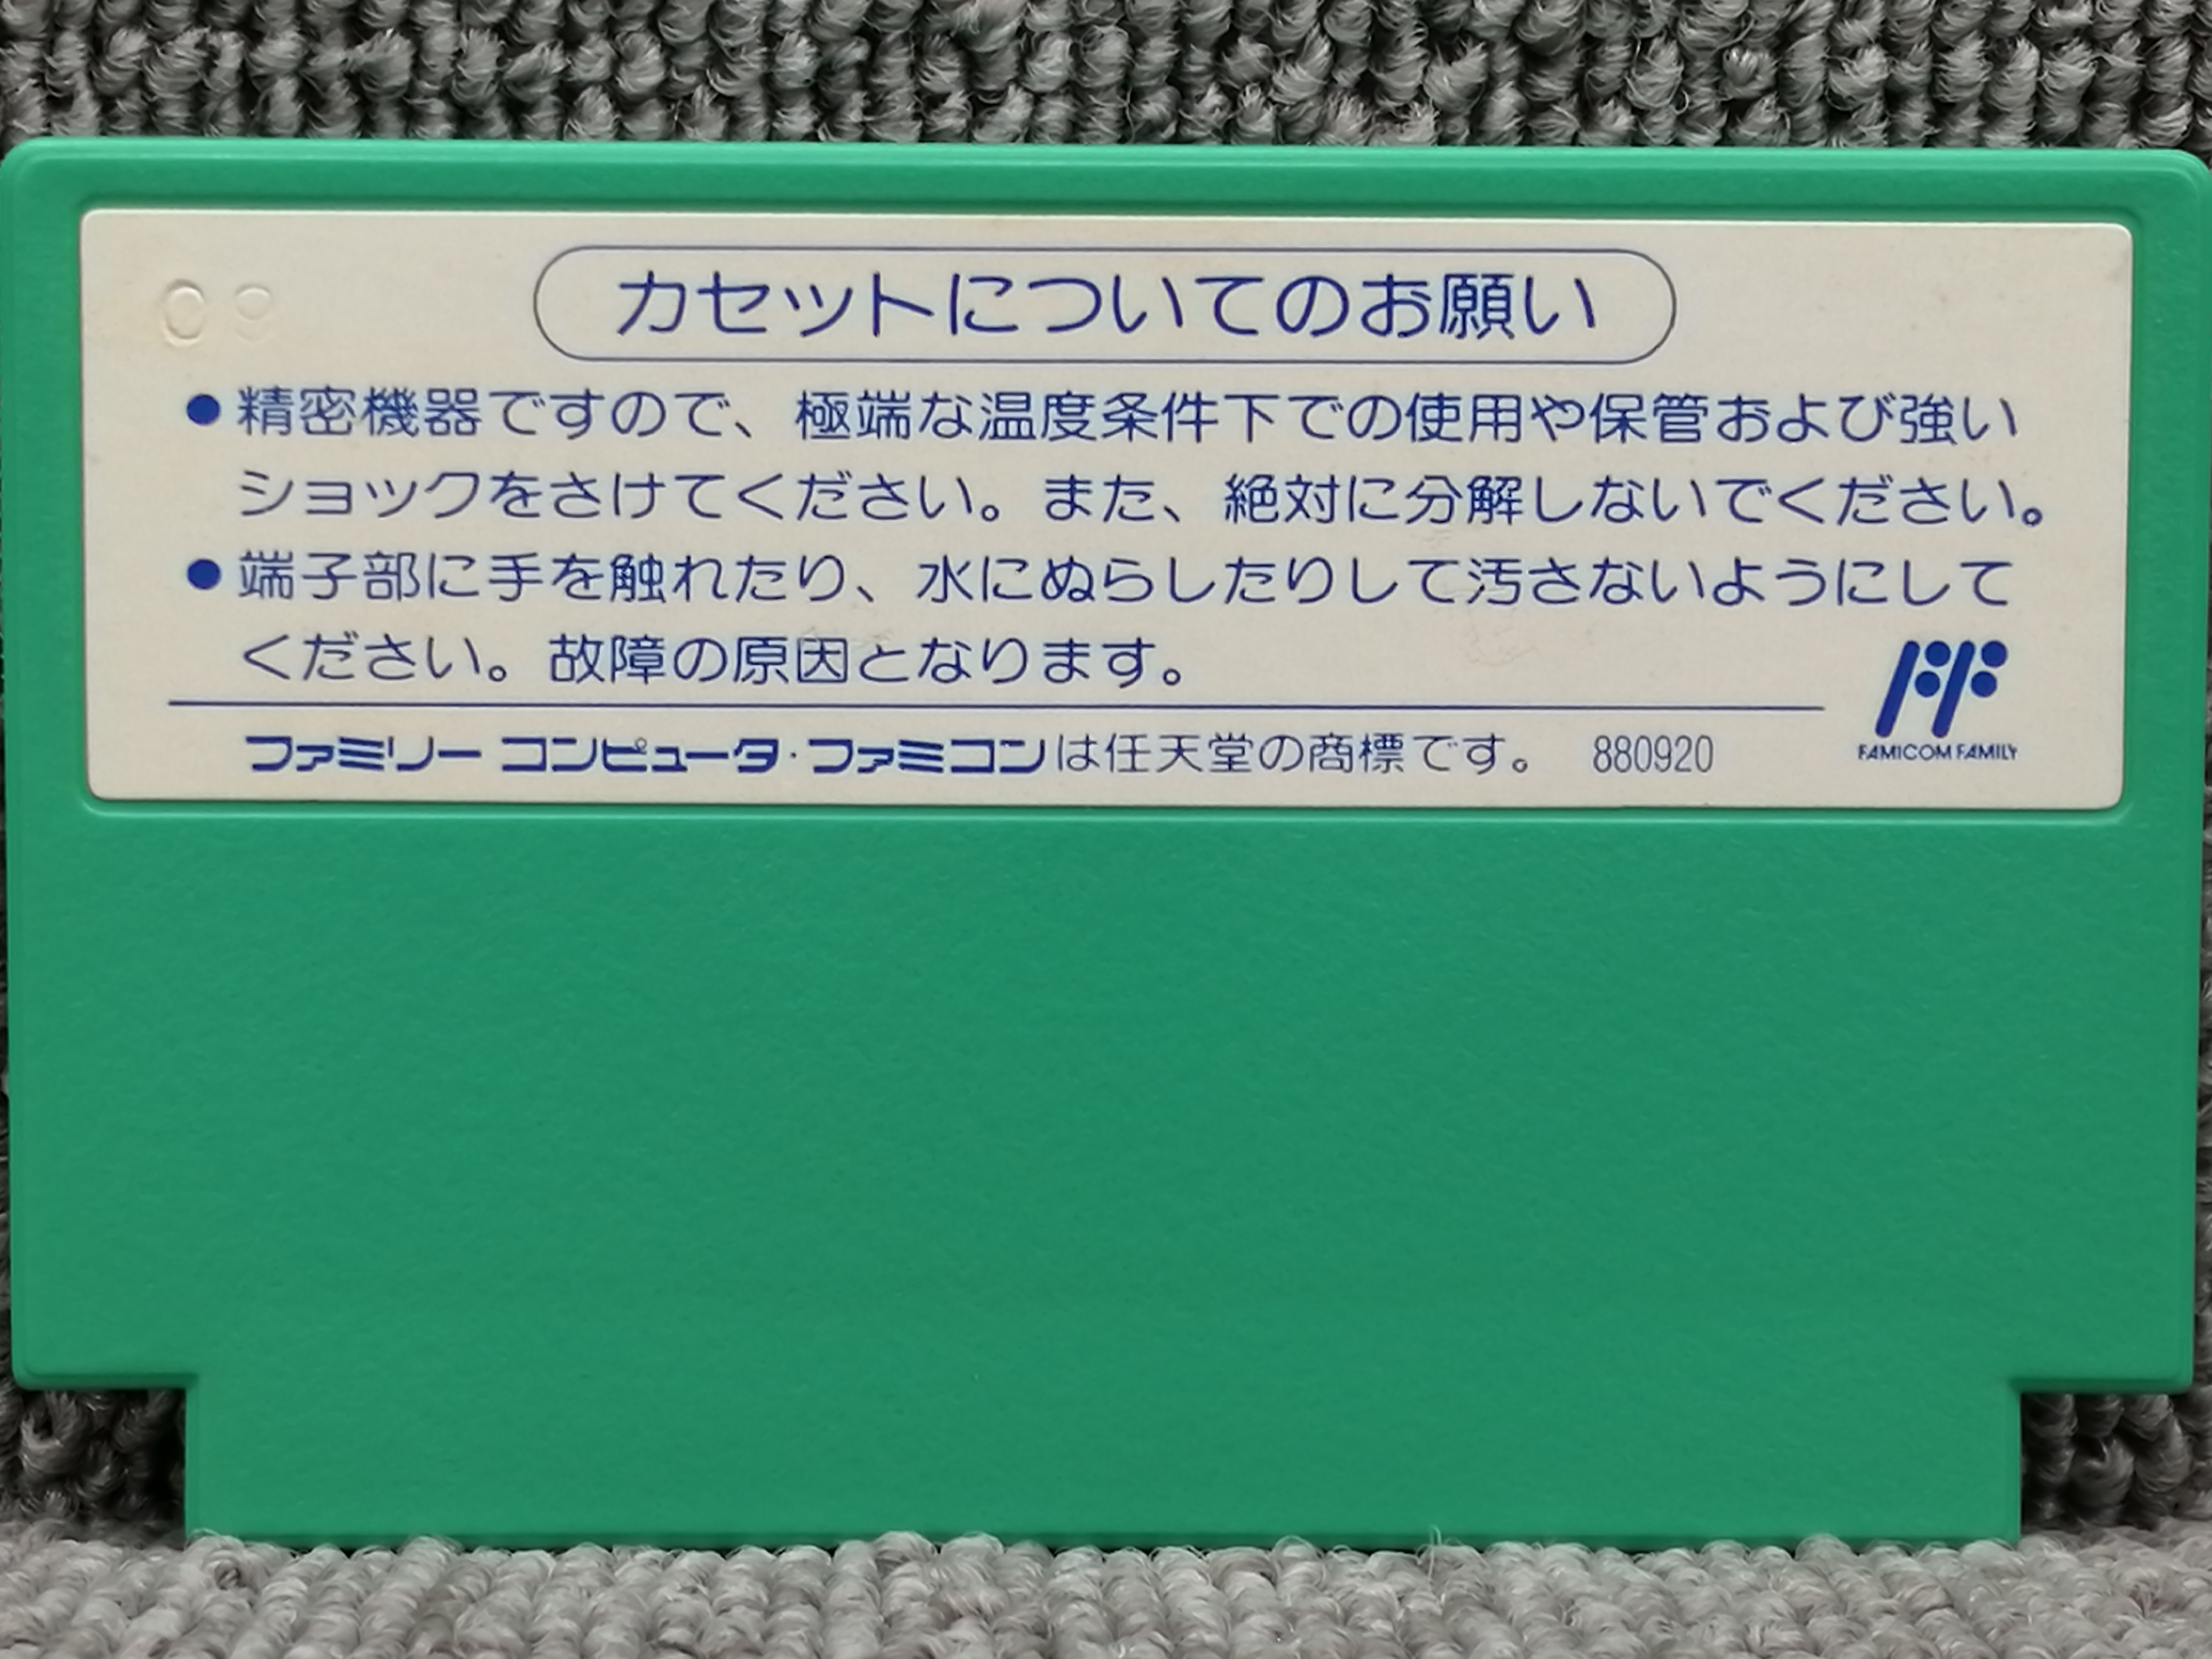 09
カセットについてのお願い
●精密機器ですので、極端な温度条件下での使用や保管および強い
ショックをさけてください。また、絶対に分解しないでください。
●端子部に手を触れたり、水にぬらしたりして汚さないようにして
ください。故障の原因となります。
ファミリー コンピュータ・ファミコンは任天堂の商標です。 880920
FAMICOM FAMILY